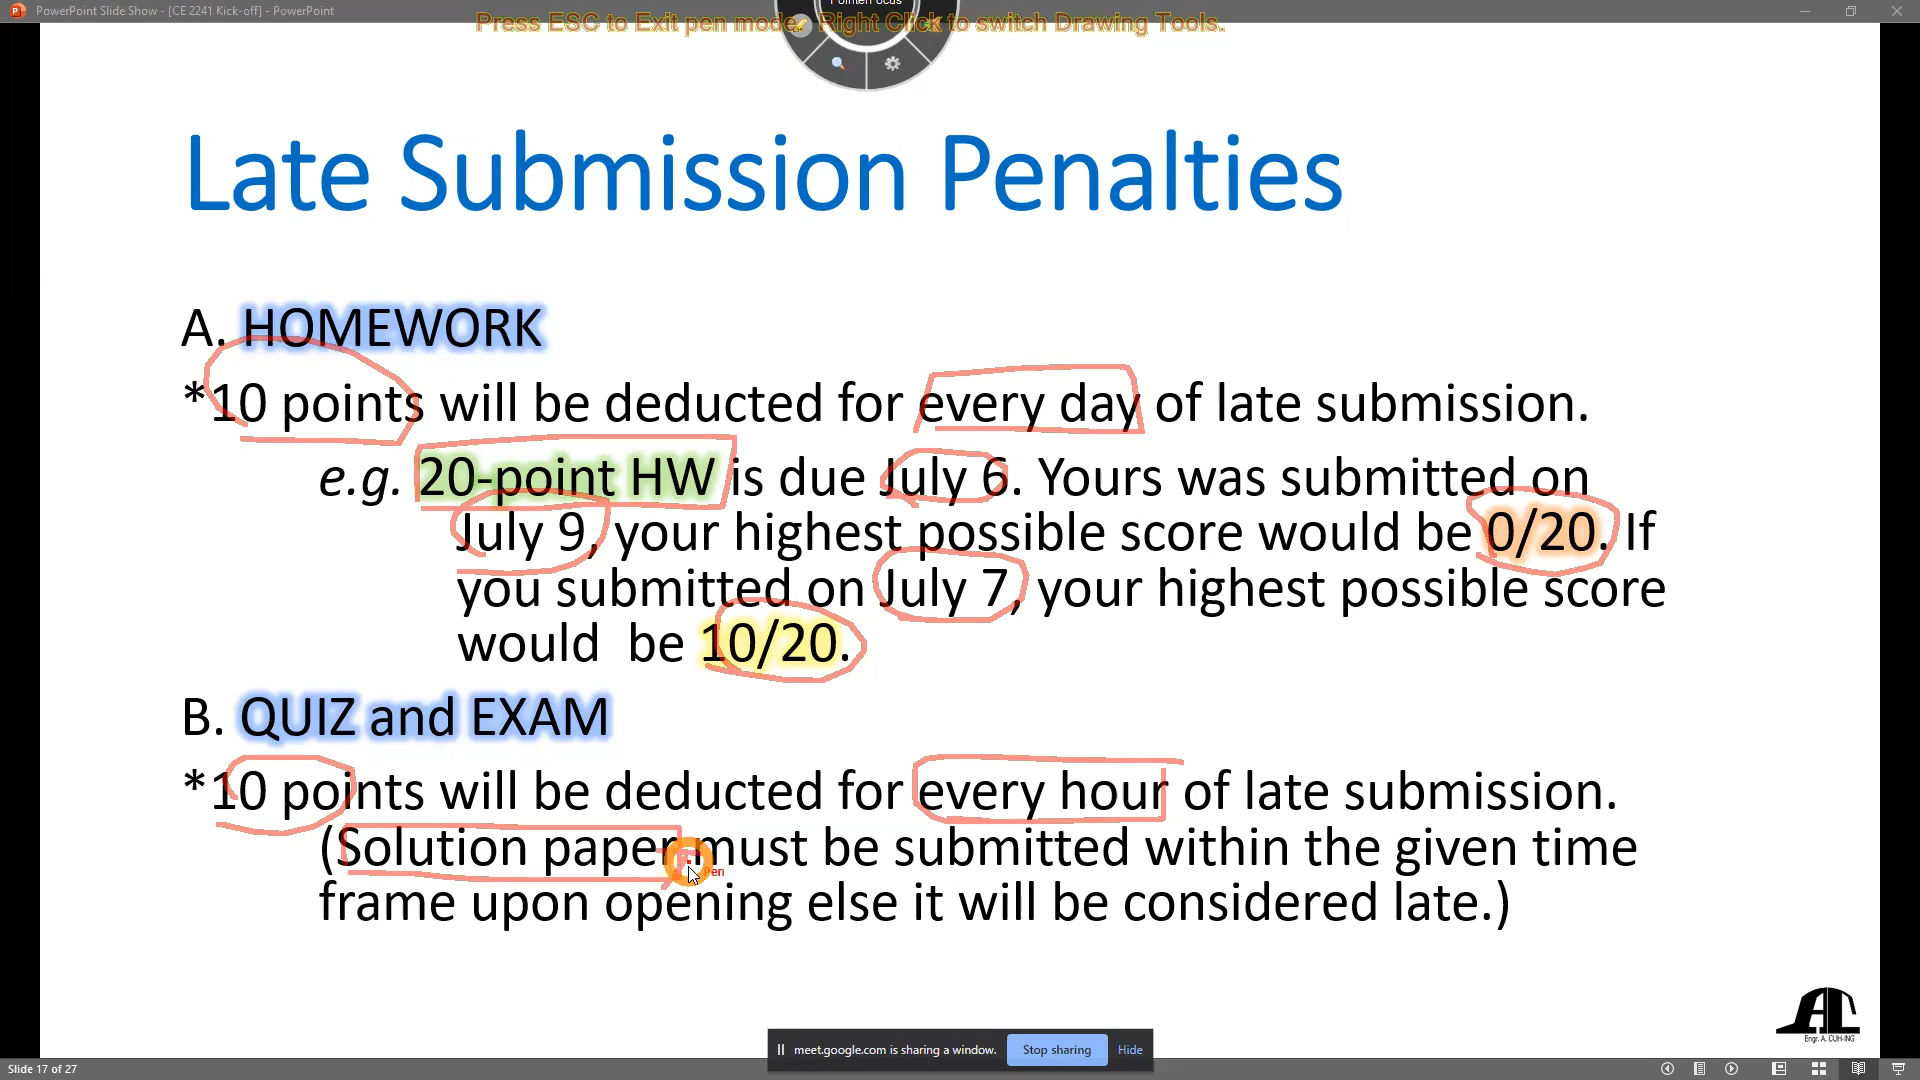 PowerPoint Slide Show - [CE 2241 Kick-off] - PowerPoint
Press ESC to Exit pen mode, Right Click to switch Drawing Tools.
Late Submission Penalties
A. HOMEWORK
*10 points will be deducted for every day of late submission.
e.g. 20-point HW is due July 6. Yours was submitted on
July 9, your highest possible score would be 0/20. If
you submitted on July 7, your highest possible score
would be 10/20.
B. QUIZ and EXAM
*10 points will be deducted for every hour of late submission.
(Solution paper must be submitted within the given time
frame upon opening else it will be considered late.)
Pen
Engr. A. CUH-ING
meet.google.com is sharing a window. Stop sharing Hide
Slide 17 of 27